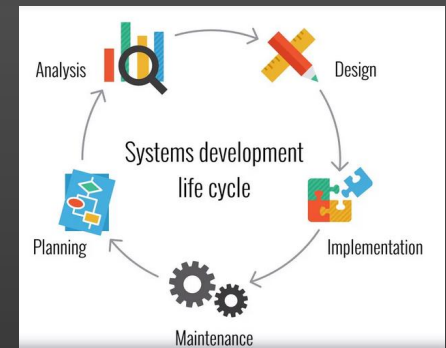 Analysis
Design
Systems development
life cycle
Planning
Implementation
Maintenance